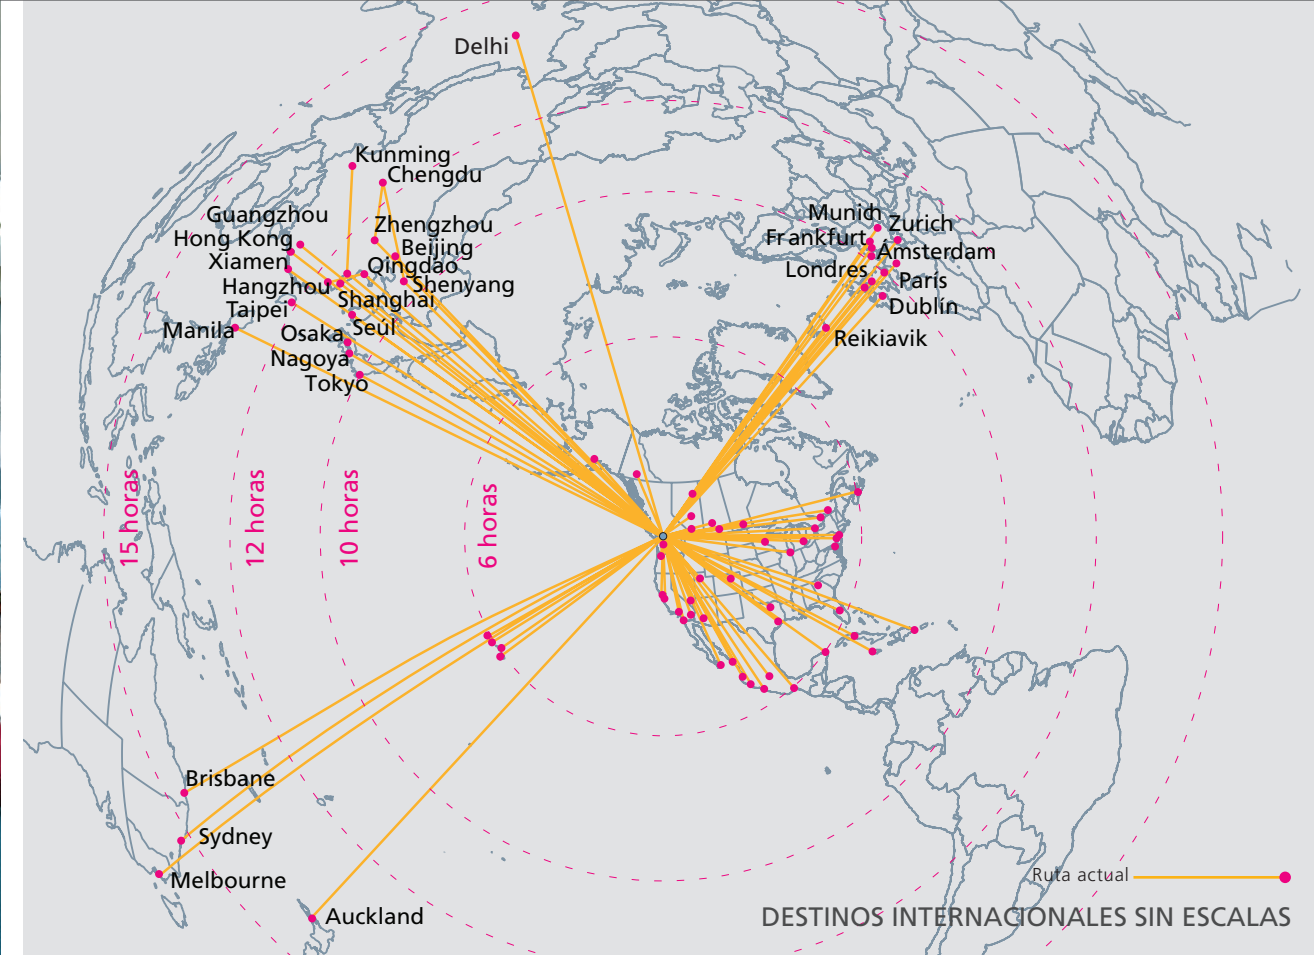 Delhi
Kunming
Chengdu
Guangzhou
Zhengzhou
Hong Kong
Beijing
Xiamen
Qingdao
Hangzhou
Shenyang
Shanghai
Taipei
Seúl
Manila
Osaka
Nagoya
Tokyo
Munich
Zurich
Frankfurt
Ámsterdam
Londres
París
Dublín
Reikiavik
15 horas
12 horas
10 horas
6 horas
Brisbane
Sydney
Melbourne
Auckland
Ruta actual
DESTINOS INTERNACIONALES SIN ESCALAS